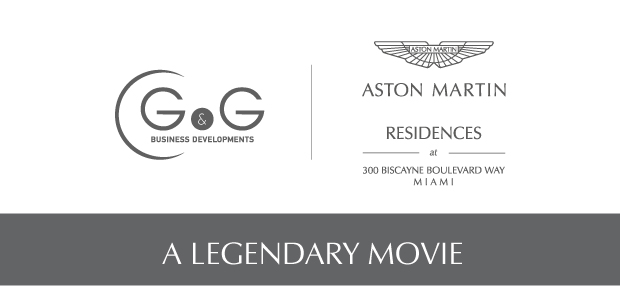 G&G
BUSINESS DEVELOPMENTS
ASTON MARTIN
ASTON MARTIN
RESIDENCES
at
300 BISCAYNE BOULEVARD WAY
MIAMI
A LEGENDARY MOVIE